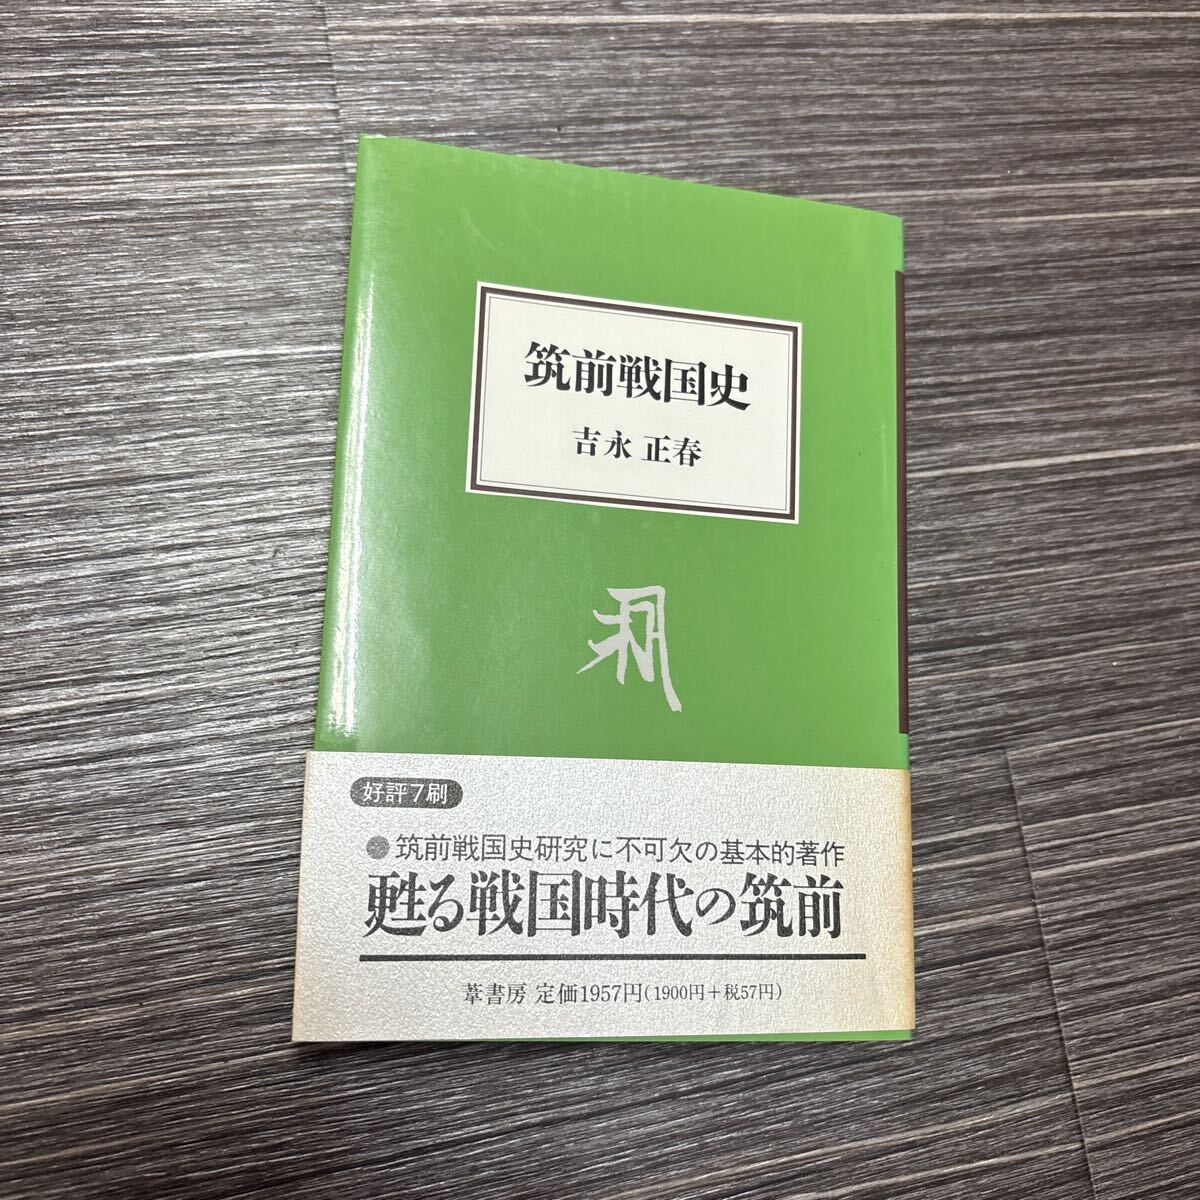 筑前戦国史
吉永 正春
好評7刷
●筑前戦国史研究に不可欠の基本的著作
甦る戦国時代の筑前
葦書房 定価1957円(1900円+税57円)